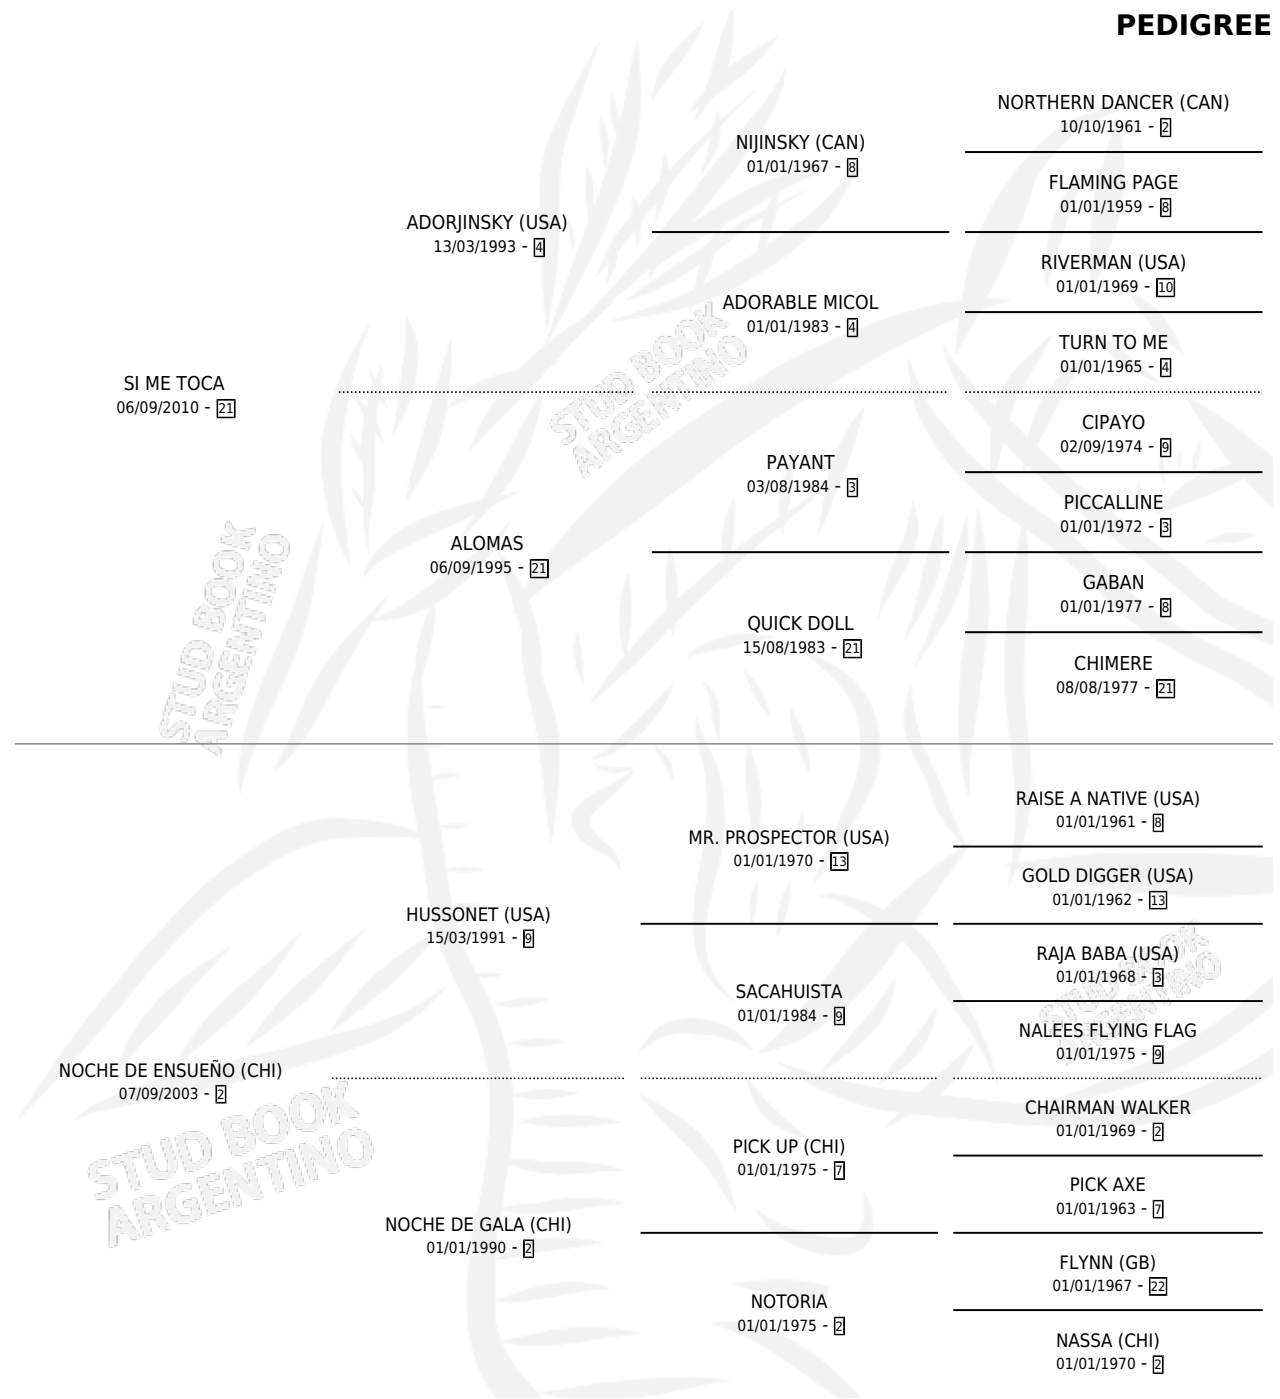 PEDIGREE
NORTHERN DANCER (CAN)
10/10/1961 - 2
NIJINSKY (CAN)
01/01/1967 - 8
FLAMING PAGE
01/01/1959 - 8
ADORJINSKY (USA)
13/03/1993 - 4
RIVERMAN (USA)
01/01/1969 - 10
ADORABLE MICOL
01/01/1983 - 4
TURN TO ME
01/01/1965 - 4
SI ME TOCA
06/09/2010 - 21
CIPAYO
02/09/1974 - 9
PAYANT
03/08/1984 - 3
PICCALLINE
01/01/1972 - 3
ALOMAS
06/09/1995 - 21
GABAN
01/01/1977 - 8
QUICK DOLL
15/08/1983 - 21
CHIMERE
08/08/1977 - 21
STUD BOOK
ARGENTINO
STUD BOOK
ARGENTINO
RAISE A NATIVE (USA)
01/01/1961 - 8
MR. PROSPECTOR (USA)
01/01/1970 - 13
GOLD DIGGER (USA)
01/01/1962 - 13
HUSSONET (USA)
15/03/1991 - 9
RAJA BABA (USA)
01/01/1968 - 3
SACAHUISTA
01/01/1984 - 9
NALEES FLYING FLAG
01/01/1975 - 9
NOCHE DE ENSUEÑO (CHI)
07/09/2003 - 2
CHAIRMAN WALKER
01/01/1969 - 2
PICK UP (CHI)
01/01/1975 - 7
PICK AXE
01/01/1963 - 7
NOCHE DE GALA (CHI)
01/01/1990 - 2
FLYNN (GB)
01/01/1967 - 22
NOTORIA
01/01/1975 - 2
NASSA (CHI)
01/01/1970 - 2
STUD BOOK
ARGENTINO
STUD BOOK
ARGENTINO